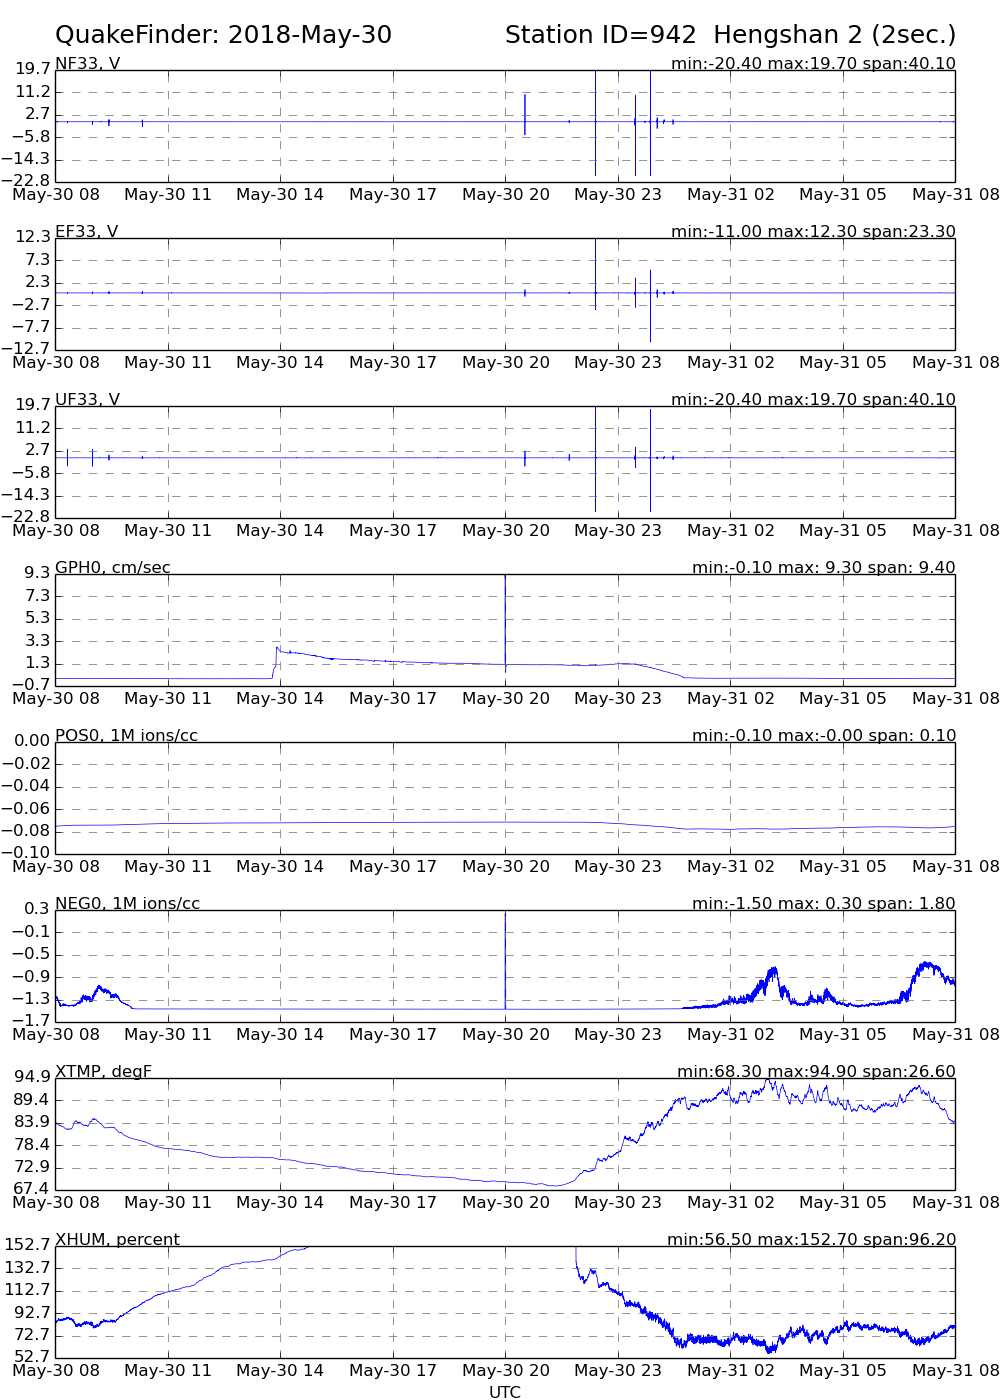 QuakeFinder: 2018-May-30 Station ID=942 Hengshan 2 (2sec.)
NF33, V min:-20.40 max:19.70 span:40.10
19.7
11.2
2.7
−5.8
−14.3
−22.8
May-30 08 May-30 11 May-30 14 May-30 17 May-30 20 May-30 23 May-31 02 May-31 05 May-31 08
EF33, V min:-11.00 max:12.30 span:23.30
12.3
7.3
2.3
−2.7
−7.7
−12.7
May-30 08 May-30 11 May-30 14 May-30 17 May-30 20 May-30 23 May-31 02 May-31 05 May-31 08
UF33, V min:-20.40 max:19.70 span:40.10
19.7
11.2
2.7
−5.8
−14.3
−22.8
May-30 08 May-30 11 May-30 14 May-30 17 May-30 20 May-30 23 May-31 02 May-31 05 May-31 08
GPH0, cm/sec min:-0.10 max: 9.30 span: 9.40
9.3
7.3
5.3
3.3
1.3
−0.7
May-30 08 May-30 11 May-30 14 May-30 17 May-30 20 May-30 23 May-31 02 May-31 05 May-31 08
POS0, 1M ions/cc min:-0.10 max:-0.00 span: 0.10
0.00
−0.02
−0.04
−0.06
−0.08
−0.10
May-30 08 May-30 11 May-30 14 May-30 17 May-30 20 May-30 23 May-31 02 May-31 05 May-31 08
NEG0, 1M ions/cc min:-1.50 max: 0.30 span: 1.80
0.3
−0.1
−0.5
−0.9
−1.3
−1.7
May-30 08 May-30 11 May-30 14 May-30 17 May-30 20 May-30 23 May-31 02 May-31 05 May-31 08
XTMP, degF min:68.30 max:94.90 span:26.60
94.9
89.4
83.9
78.4
72.9
67.4
May-30 08 May-30 11 May-30 14 May-30 17 May-30 20 May-30 23 May-31 02 May-31 05 May-31 08
XHUM, percent min:56.50 max:152.70 span:96.20
152.7
132.7
112.7
92.7
72.7
52.7
May-30 08 May-30 11 May-30 14 May-30 17 May-30 20 May-30 23 May-31 02 May-31 05 May-31 08
UTC